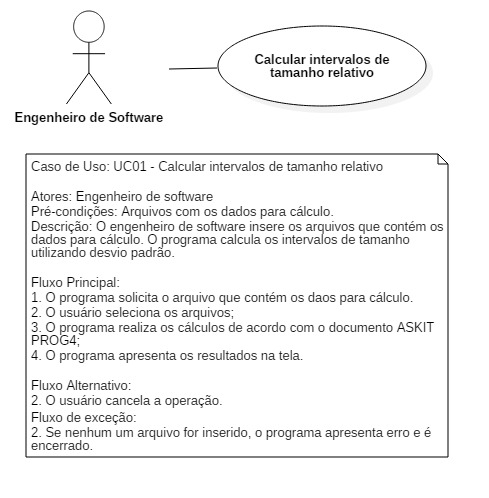 Calcular intervalos de
tamanho relativo
Engenheiro de Software
Caso de Uso: UC01 - Calcular intervalos de tamanho relativo
Atores: Engenheiro de software
Pré-condições: Arquivos com os dados para cálculo.
Descrição: O engenheiro de software insere os arquivos que contém os
dados para cálculo. O programa calcula os intervalos de tamanho
utilizando desvio padrão.
Fluxo Principal:
1. O programa solicita o arquivo que contém os daos para cálculo.
2. O usuário seleciona os arquivos;
3. O programa realiza os cálculos de acordo com o documento ASKIT
PROG4;
4. O programa apresenta os resultados na tela.
Fluxo Alternativo:
2. O usuário cancela a operação.
Fluxo de exceção:
2. Se nenhum um arquivo for inserido, o programa apresenta erro e é
encerrado.